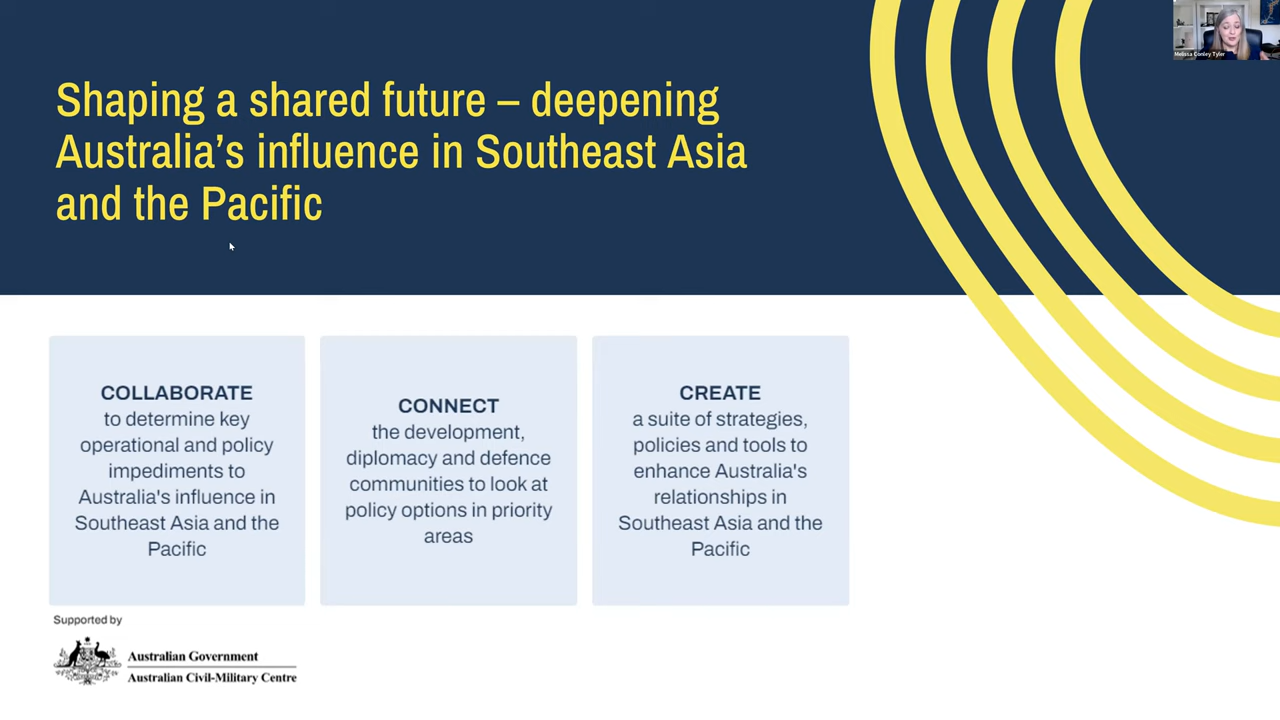 Shaping a shared future – deepening
Australia's influence in Southeast Asia
and the Pacific
Melissa Conley Tyler
COLLABORATE
to determine key
operational and policy
impediments to
Australia's influence in
Southeast Asia and the
Pacific
CONNECT
the development,
diplomacy and defence
communities to look at
policy options in priority
areas
CREATE
a suite of strategies,
policies and tools to
enhance Australia's
relationships in
Southeast Asia and the
Pacific
Supported by
Australian Government
Australian Civil-Military Centre